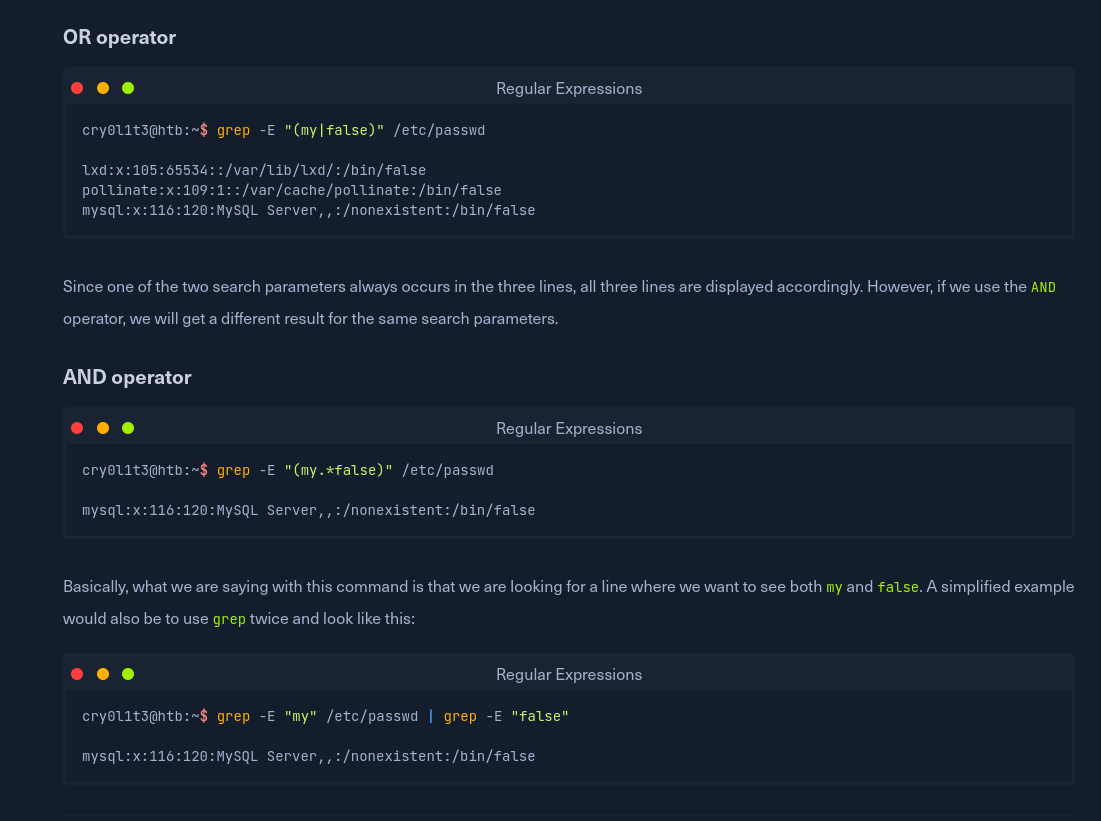 OR operator
Regular Expressions
cry0l1t3@htb:~$ grep -E "(my|false)" /etc/passwd
lxd:x:105:65534::/var/lib/lxd/:/bin/false
pollinate:x:109:1::/var/cache/pollinate:/bin/false
mysql:x:116:120:MySQL Server,,:/nonexistent:/bin/false
Since one of the two search parameters always occurs in the three lines, all three lines are displayed accordingly. However, if we use the AND
operator, we will get a different result for the same search parameters.
AND operator
Regular Expressions
cry0l1t3@htb:~$ grep -E "(my.*false)" /etc/passwd
mysql:x:116:120:MySQL Server,,:/nonexistent:/bin/false
Basically, what we are saying with this command is that we are looking for a line where we want to see both my and false. A simplified example
would also be to use grep twice and look like this:
Regular Expressions
cry0l1t3@htb:~$ grep -E "my" /etc/passwd | grep -E "false"
mysql:x:116:120:MySQL Server,,:/nonexistent:/bin/false